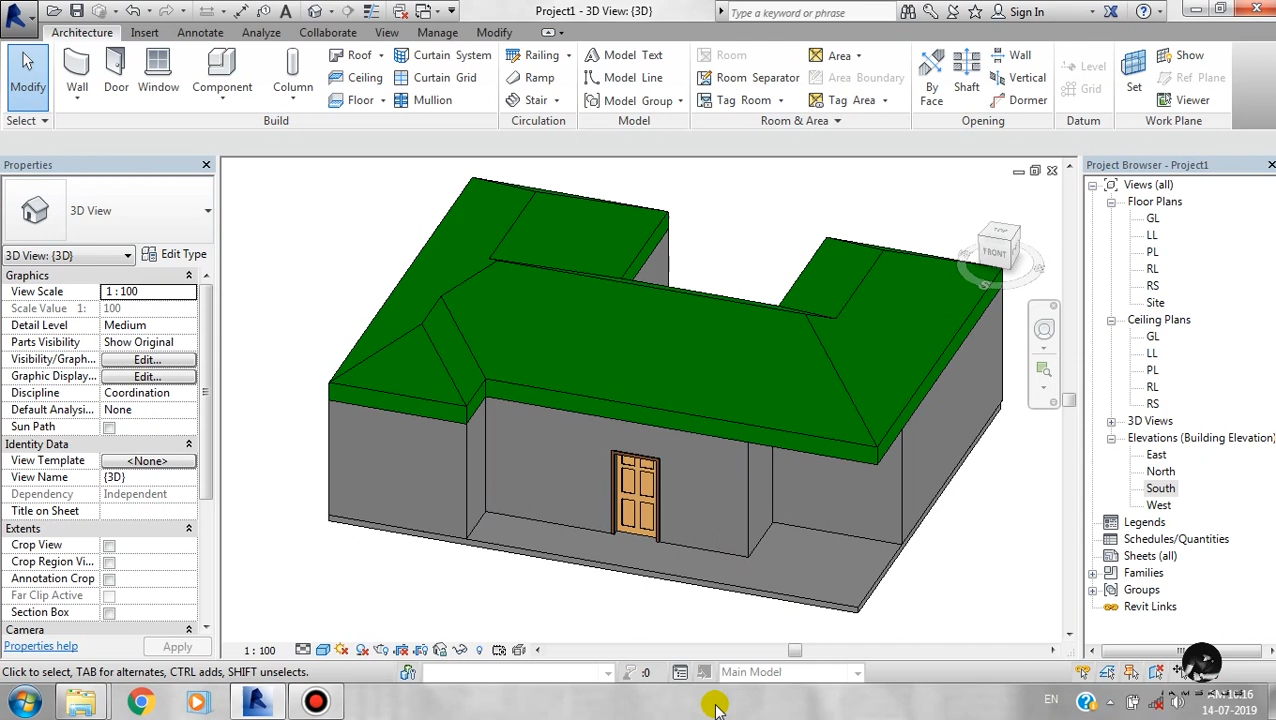 Project1 - 3D View: {3D}
Type a keyword or phrase
Sign In
Architecture Insert Annotate Analyze Collaborate View Manage Modify
Modify
Wall
Door
Window
Component
Column
Roof
Ceiling
Floor
Curtain System
Curtain Grid
Mullion
Railing
Ramp
Stair
Model Text
Model Line
Model Group
Room
Room Separator
Tag Room
Area
Area Boundary
Tag Area
By Face
Shaft
Wall
Vertical
Dormer
Level
Grid
Set
Show
Ref Plane
Viewer
Select
Build
Circulation
Model
Room & Area
Opening
Datum
Work Plane
Properties
3D View
3D View: {3D}
Edit Type
Graphics
View Scale 1 : 100
Scale Value 1: 100
Detail Level Medium
Parts Visibility Show Original
Visibility/Graph... Edit...
Graphic Display... Edit...
Discipline Coordination
Default Analysi... None
Sun Path
Identity Data
View Template <None>
View Name {3D}
Dependency Independent
Title on Sheet
Extents
Crop View
Crop Region Vi...
Annotation Crop
Far Clip Active
Section Box
Camera
Properties help
Apply
TOP
FRONT
S
Project Browser - Project1
Views (all)
Floor Plans
GL
LL
PL
RL
RS
Site
Ceiling Plans
GL
LL
PL
RL
RS
3D Views
Elevations (Building Elevation)
East
North
South
West
Legends
Schedules/Quantities
Sheets (all)
Families
Groups
Revit Links
1 : 100
Click to select, TAB for alternates, CTRL adds, SHIFT unselects.
:0
Main Model
EN
14-07-2019